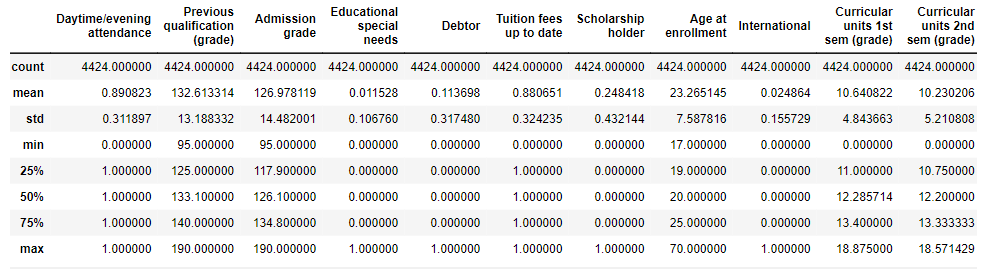 Daytime/evening attendance Previous qualification (grade) Admission grade Educational special needs Debtor Tuition fees up to date Scholarship holder Age at enrollment International Curricular units 1st sem (grade) Curricular units 2nd sem (grade)
count 4424.000000 4424.000000 4424.000000 4424.000000 4424.000000 4424.000000 4424.000000 4424.000000 4424.000000 4424.000000 4424.000000
mean 0.890823 132.613314 126.978119 0.011528 0.113698 0.880651 0.248418 23.265145 0.024864 10.640822 10.230206
std 0.311897 13.188332 14.482001 0.106760 0.317480 0.324235 0.432144 7.587816 0.155729 4.843663 5.210808
min 0.000000 95.000000 95.000000 0.000000 0.000000 0.000000 0.000000 17.000000 0.000000 0.000000 0.000000
25% 1.000000 125.000000 117.900000 0.000000 0.000000 1.000000 0.000000 19.000000 0.000000 11.000000 10.750000
50% 1.000000 133.100000 126.100000 0.000000 0.000000 1.000000 0.000000 20.000000 0.000000 12.285714 12.200000
75% 1.000000 140.000000 134.800000 0.000000 0.000000 1.000000 0.000000 25.000000 0.000000 13.400000 13.333333
max 1.000000 190.000000 190.000000 1.000000 1.000000 1.000000 1.000000 70.000000 1.000000 18.875000 18.571429